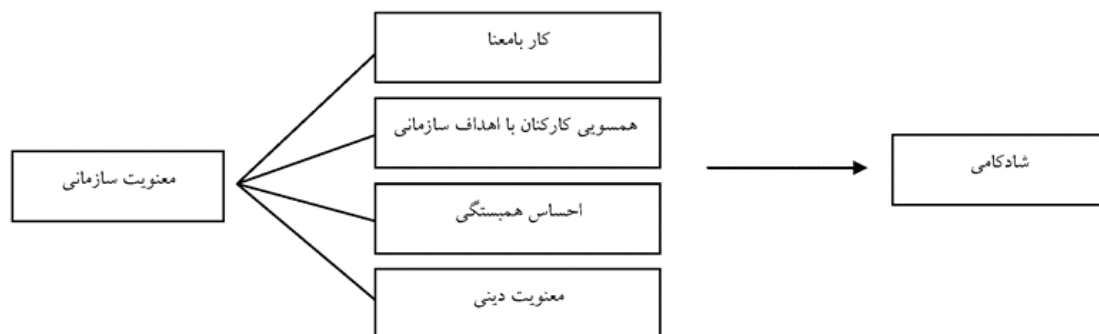 کار بامعنا
همسویی کارکنان با اهداف سازمانی
معنویت سازمانی
شادکامی
احساس همبستگی
معنویت دینی